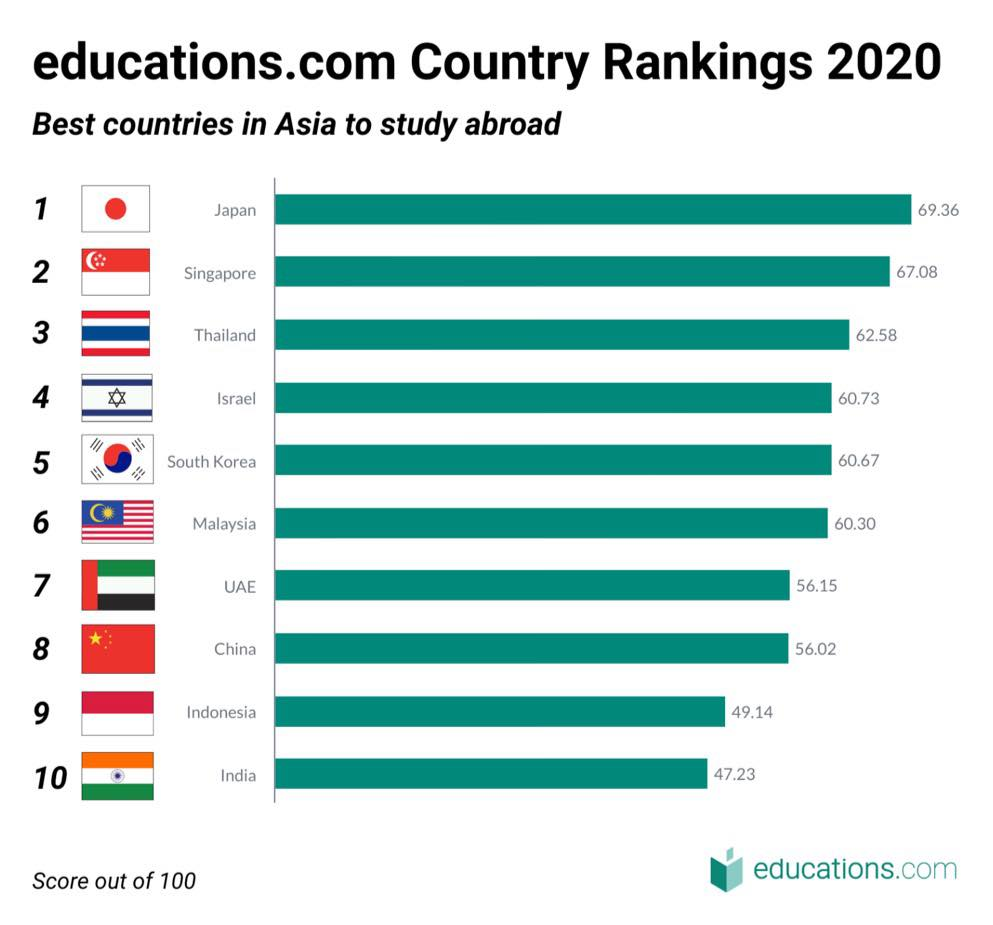 educations.com Country Rankings 2020
Best countries in Asia to study abroad
1 Japan 69.36
2 Singapore 67.08
3 Thailand 62.58
4 Israel 60.73
5 South Korea 60.67
6 Malaysia 60.30
7 UAE 56.15
8 China 56.02
9 Indonesia 49.14
10 India 47.23
Score out of 100
educations.com